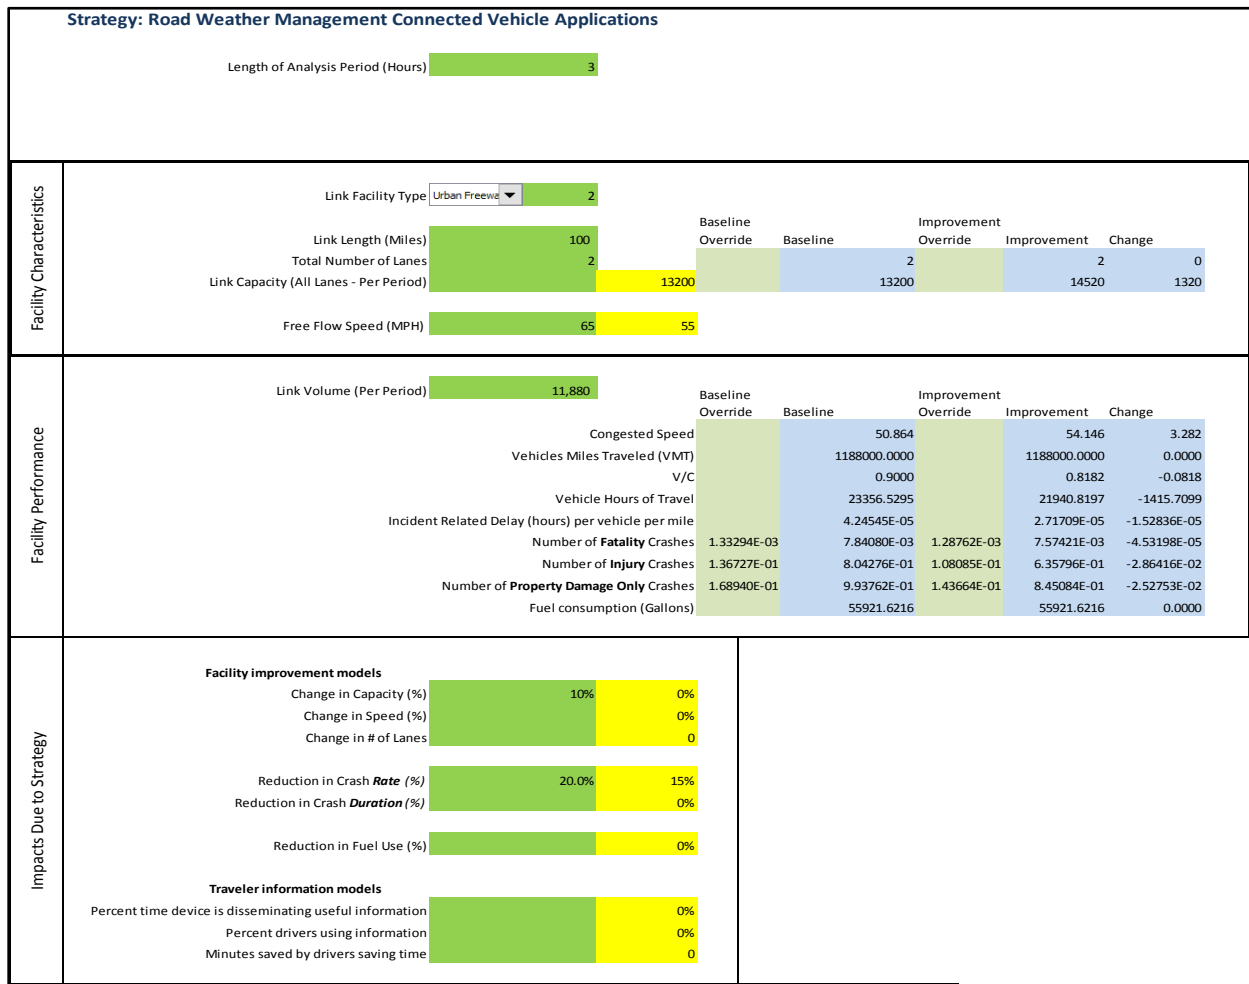 Strategy: Road Weather Management Connected Vehicle Applications
Length of Analysis Period (Hours) 3
Facility Characteristics
Link Facility Type Urban Freewa 2
Baseline Improvement
Link Length (Miles) 100 Override Baseline Override Improvement Change
Total Number of Lanes 2 2 2 0
Link Capacity (All Lanes - Per Period) 13200 13200 14520 1320
Free Flow Speed (MPH) 65 55
Facility Performance
Link Volume (Per Period) 11,880
Baseline Improvement
Override Baseline Override Improvement Change
Congested Speed 50.864 54.146 3.282
Vehicles Miles Traveled (VMT) 1188000.0000 1188000.0000 0.0000
V/C 0.9000 0.8182 -0.0818
Vehicle Hours of Travel 23356.5295 21940.8197 -1415.7099
Incident Related Delay (hours) per vehicle per mile 4.24545E-05 2.71709E-05 -1.52836E-05
Number of Fatality Crashes 1.33294E-03 7.84080E-03 1.28762E-03 7.57421E-03 -4.53198E-05
Number of Injury Crashes 1.36727E-01 8.04276E-01 1.08085E-01 6.35796E-01 -2.86416E-02
Number of Property Damage Only Crashes 1.68940E-01 9.93762E-01 1.43664E-01 8.45084E-01 -2.52753E-02
Fuel consumption (Gallons) 55921.6216 55921.6216 0.0000
Impacts Due to Strategy
Facility improvement models
Change in Capacity (%) 10% 0%
Change in Speed (%) 0%
Change in # of Lanes 0
Reduction in Crash Rate (%) 20.0% 15%
Reduction in Crash Duration (%) 0%
Reduction in Fuel Use (%) 0%
Traveler information models
Percent time device is disseminating useful information 0%
Percent drivers using information 0%
Minutes saved by drivers saving time 0